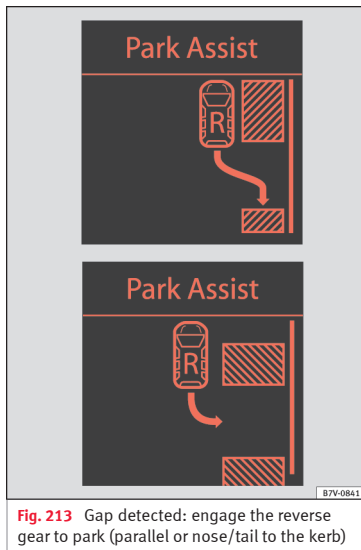 Park Assist
R
Park Assist
R
B7V-0841
Fig. 213 Gap detected: engage the reverse
gear to park (parallel or nose/tail to the kerb)